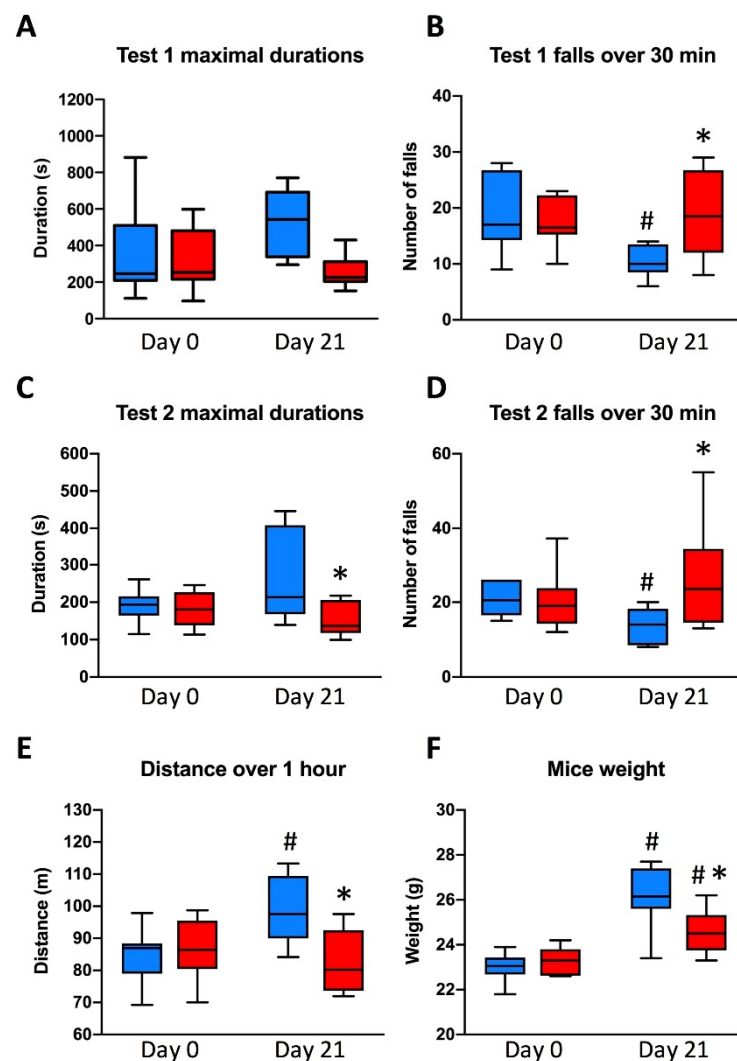 A
Test 1 maximal durations
Duration (s)
1200
1000
800
600
400
200
0
Day 0
Day 21
B
Test 1 falls over 30 min
Number of falls
40
30
20
10
0
#
*
Day 0
Day 21
C
Test 2 maximal durations
Duration (s)
600
500
400
300
200
100
0
*
Day 0
Day 21
D
Test 2 falls over 30 min
Number of falls
60
40
20
0
#
*
Day 0
Day 21
E
Distance over 1 hour
Distance (m)
130
120
110
100
90
80
70
60
#
*
Day 0
Day 21
F
Mice weight
Weight (g)
30
28
26
24
22
20
#
# *
Day 0
Day 21